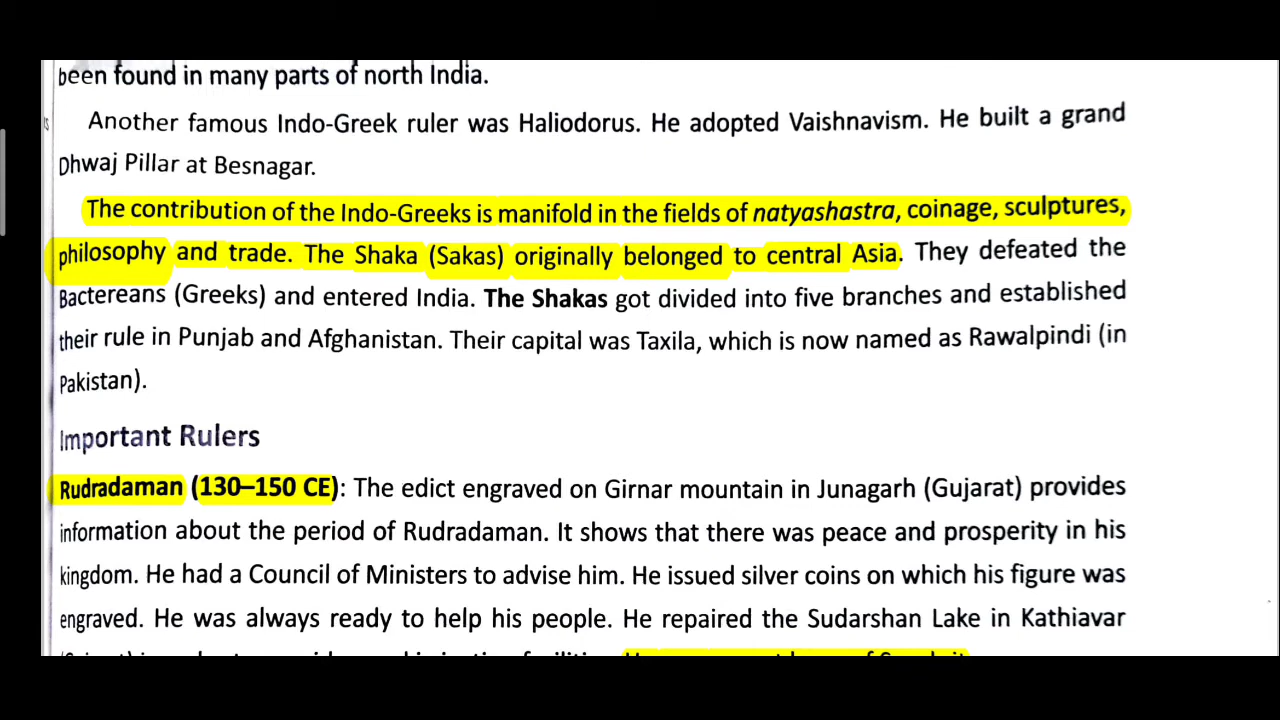 been found in many parts of north India.
Another famous Indo-Greek ruler was Haliodorus. He adopted Vaishnavism. He built a grand
Dhwaj Pillar at Besnagar.
The contribution of the Indo-Greeks is manifold in the fields of natyashastra, coinage, sculptures,
philosophy and trade. The Shaka (Sakas) originally belonged to central Asia. They defeated the
Bactereans (Greeks) and entered India. The Shakas got divided into five branches and established
their rule in Punjab and Afghanistan. Their capital was Taxila, which is now named as Rawalpindi (in
Pakistan).
Important Rulers
Rudradaman (130–150 CE): The edict engraved on Girnar mountain in Junagarh (Gujarat) provides
information about the period of Rudradaman. It shows that there was peace and prosperity in his
kingdom. He had a Council of Ministers to advise him. He issued silver coins on which his figure was
engraved. He was always ready to help his people. He repaired the Sudarshan Lake in Kathiavar